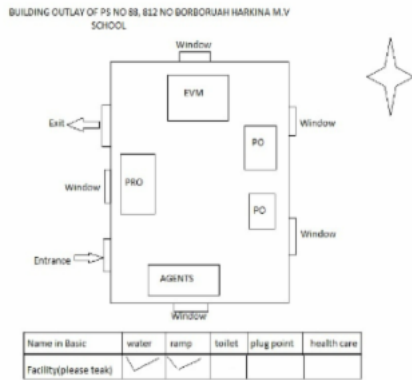 BUILDING OUTLAY OF PS NO 88, 812 NO BORBORUAH HARKINA M.V
SCHOOL
Window
EVM
Exit
Window
PO
PRO
Window
PO
Window
Entrance
AGENTS
Window
Name in Basic water ramp toilet plug point health care
Facility(please teak)